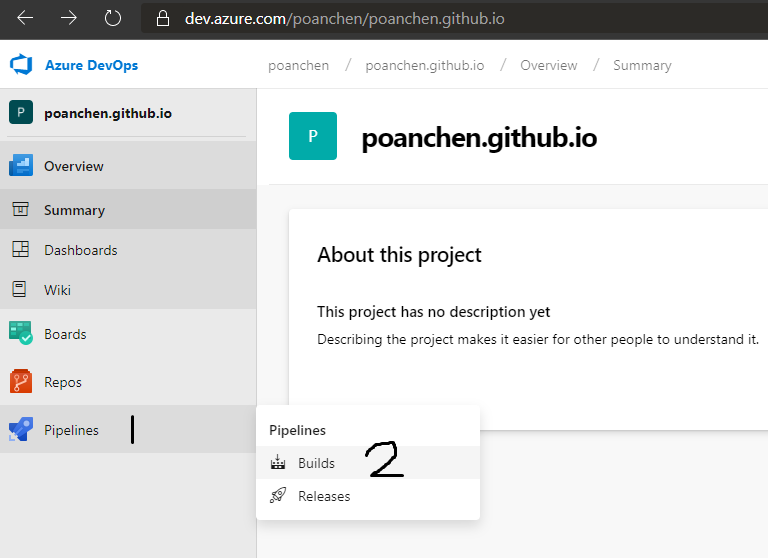 dev.azure.com/poanchen/poanchen.github.io
Azure DevOps
poanchen / poanchen.github.io / Overview / Summary
P poanchen.github.io
P poanchen.github.io
Overview
Summary
Dashboards
Wiki
Boards
Repos
Pipelines 1
About this project
This project has no description yet
Describing the project makes it easier for other people to understand it.
Pipelines
Builds 2
Releases